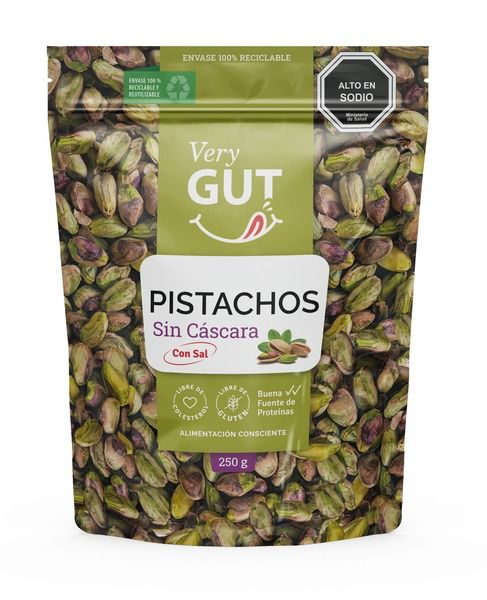 ENVASE 100% RECICLABLE
ENVASE 100 %
RECICLABLE Y
REUTILIZABLE
ALTO EN
SODIO
Ministerio
de Salud
Very
GUT
PISTACHOS
Sin Cáscara
Con Sal
LIBRE DE
COLESTEROL
LIBRE DE
GLUTEN
Buena
Fuente de
Proteínas
ALIMENTACIÓN CONSCIENTE
250 g